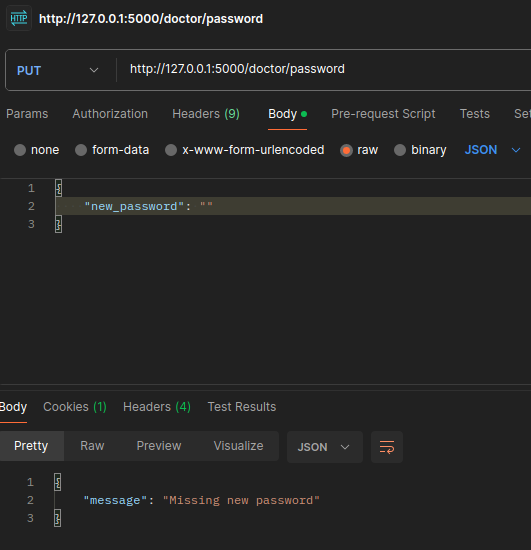 HTTP http://127.0.0.1:5000/doctor/password
PUT http://127.0.0.1:5000/doctor/password
Params Authorization Headers (9) Body Pre-request Script Tests Set
none form-data x-www-form-urlencoded raw binary JSON
1 {
2 "new_password": ""
3 }
Body Cookies (1) Headers (4) Test Results
Pretty Raw Preview Visualize JSON
1 {
2 "message": "Missing new password"
3 }